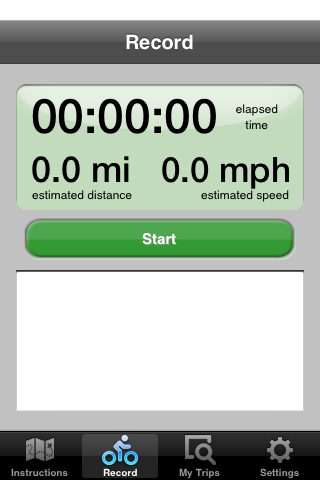 Record
00:00:00
elapsed
time
0.0 mi 0.0 mph
estimated distance estimated speed
Start
Instructions Record My Trips Settings